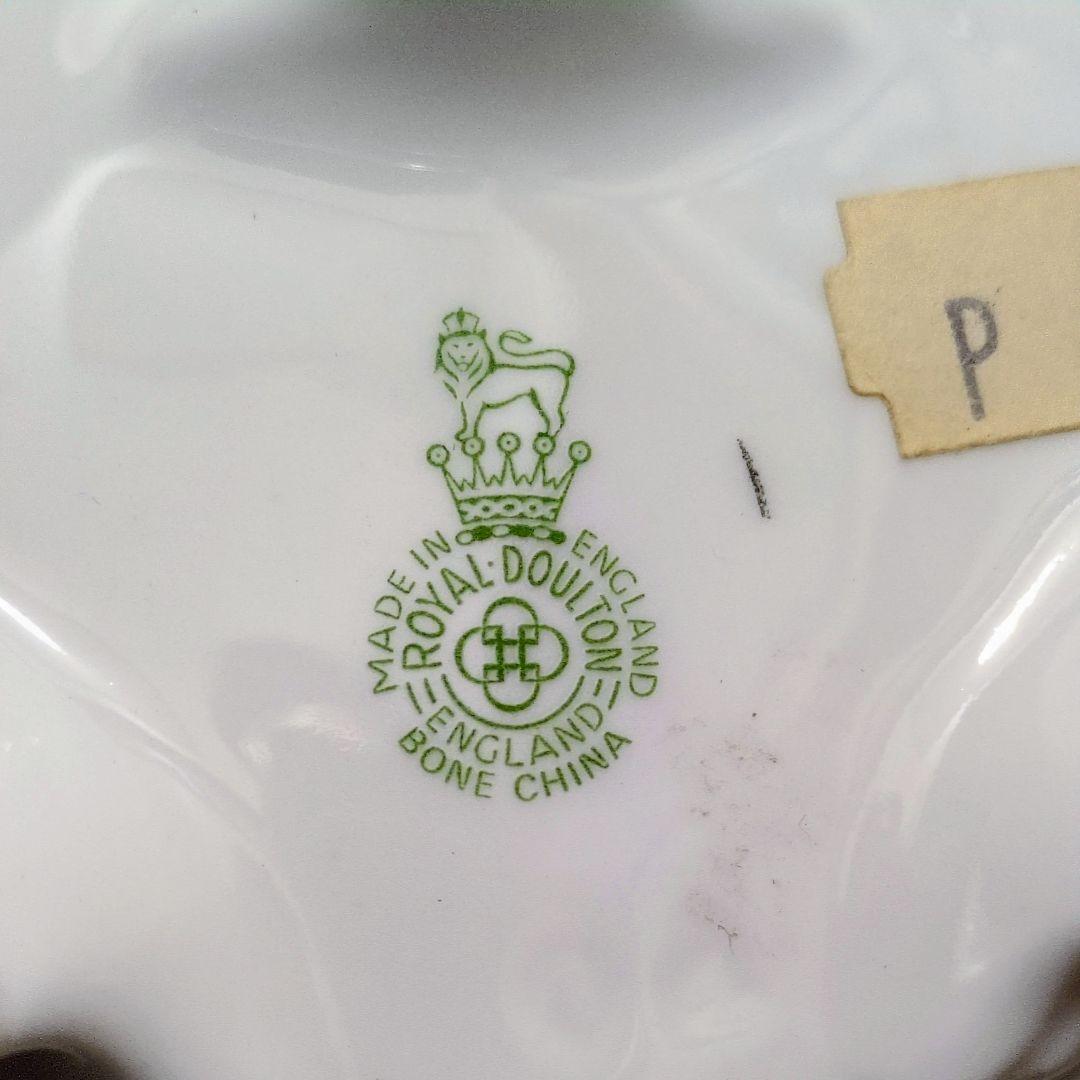 MADE IN ENGLAND
ROYAL·DOULTON
ENGLAND
BONE CHINA
P